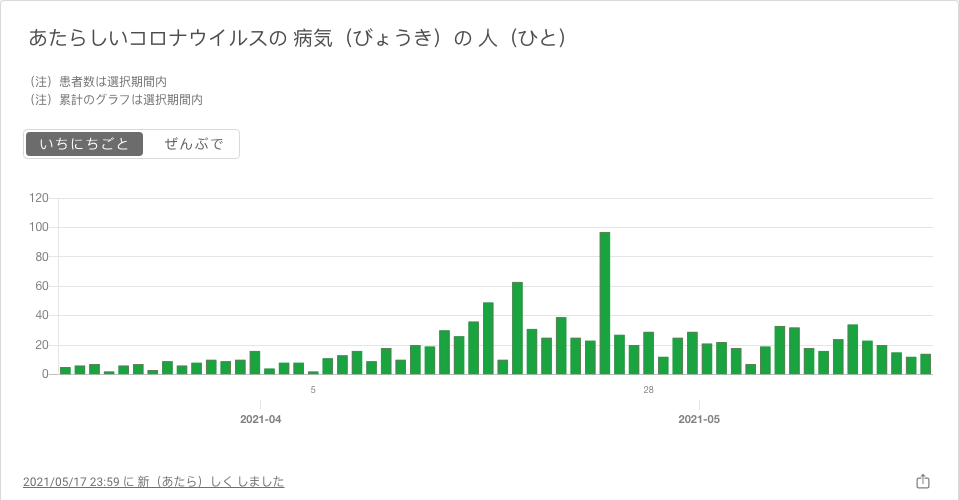 あたらしいコロナウイルスの 病気（びょうき）の 人（ひと）
（注）患者数は選択期間内
（注）累計のグラフは選択期間内
いちにちごと ぜんぶで
120
100
80
60
40
20
0
5 28
2021-04 2021-05
2021/05/17 23:59 に 新（あたら）しく しました